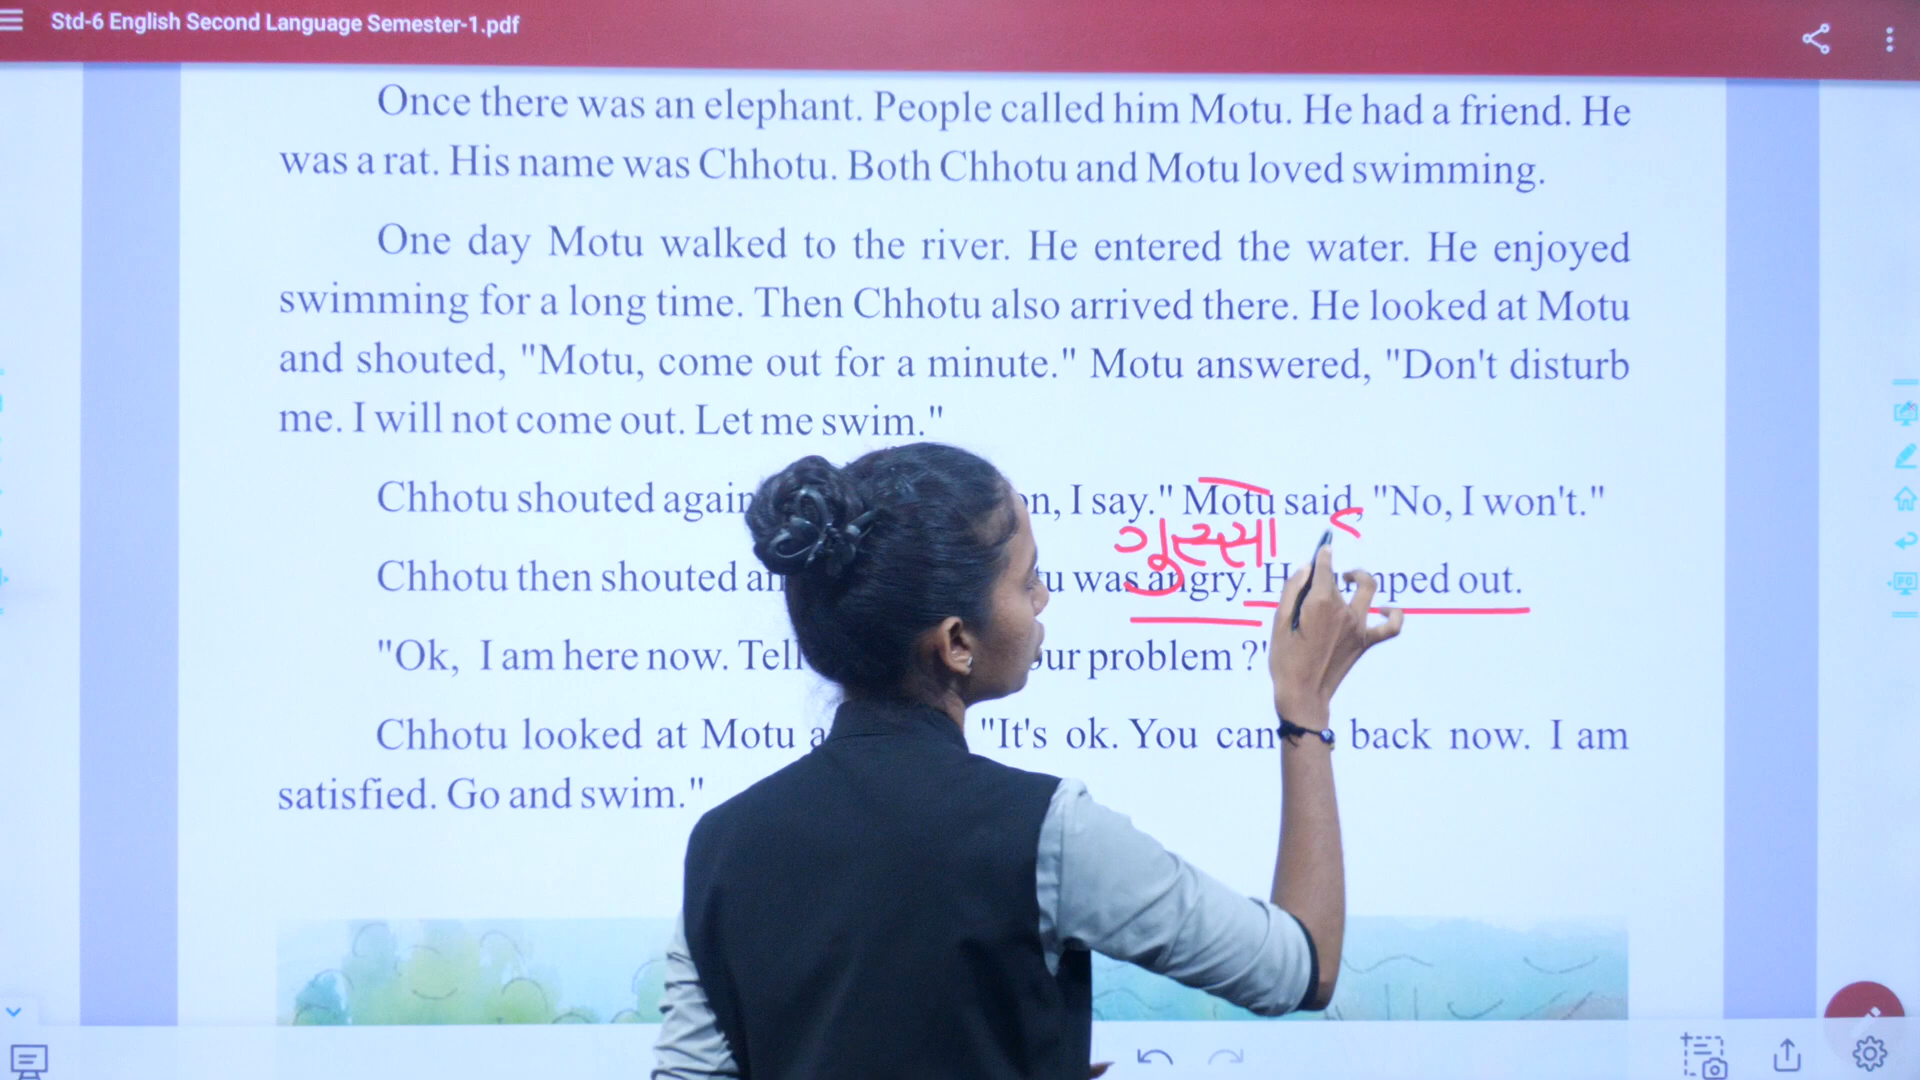 Std-6 English Second Language Semester-1.pdf
Once there was an elephant. People called him Motu. He had a friend. He
was a rat. His name was Chhotu. Both Chhotu and Motu loved swimming.
One day Motu walked to the river. He entered the water. He enjoyed
swimming for a long time. Then Chhotu also arrived there. He looked at Motu
and shouted, "Motu, come out for a minute." Motu answered, "Don't disturb
me. I will not come out. Let me swim."
Chhotu shouted again on, I say." Motu said, "No, I won't."
ગુસ્સા
Chhotu then shouted was angry. out.
"Ok, I am here now. Tell problem ?"
Chhotu looked at Motu "It's ok. You can back now. I am
satisfied. Go and swim."